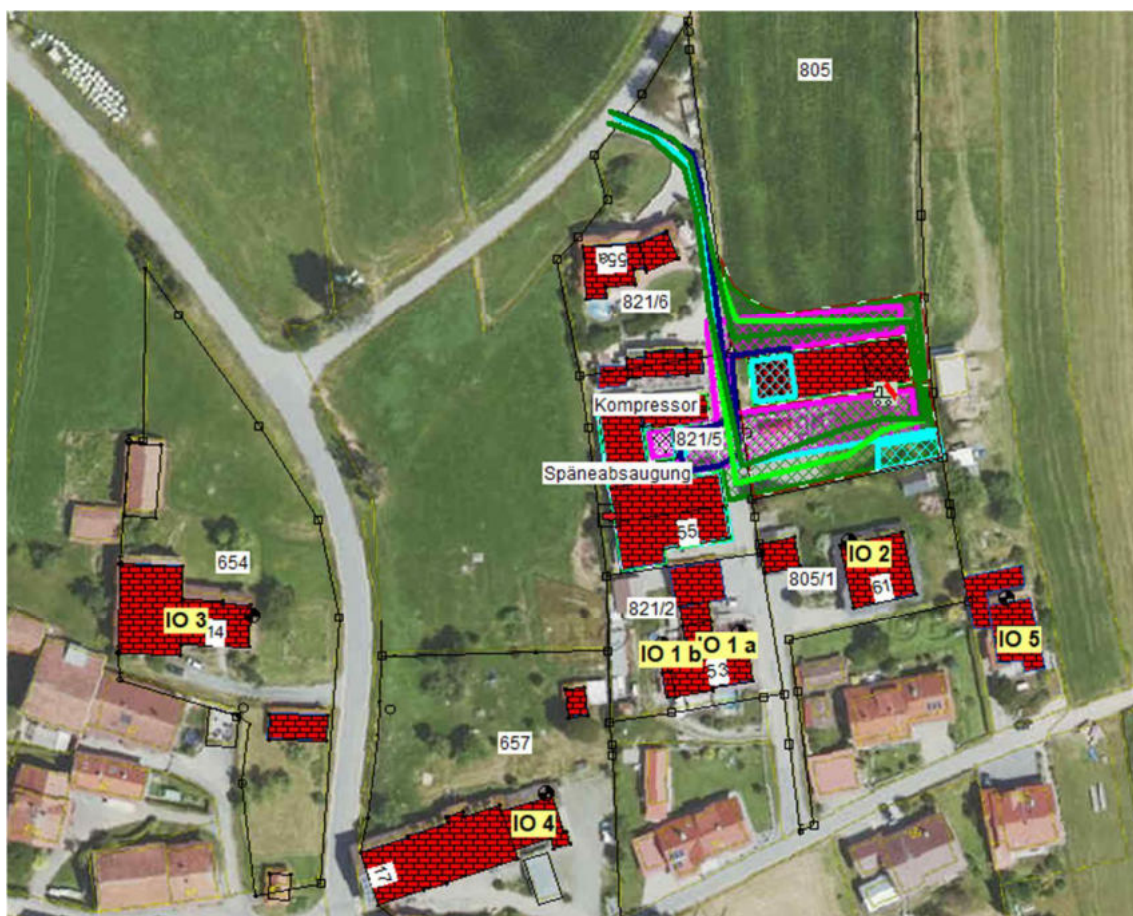 805
55a
821/6
Kompressor
821/5
Späneabsaugung
55
IO 2
654
821/2
805/1
61
IO 3
14
IO 1 a
IO 5
IO 1 b
53
657
IO 4
17